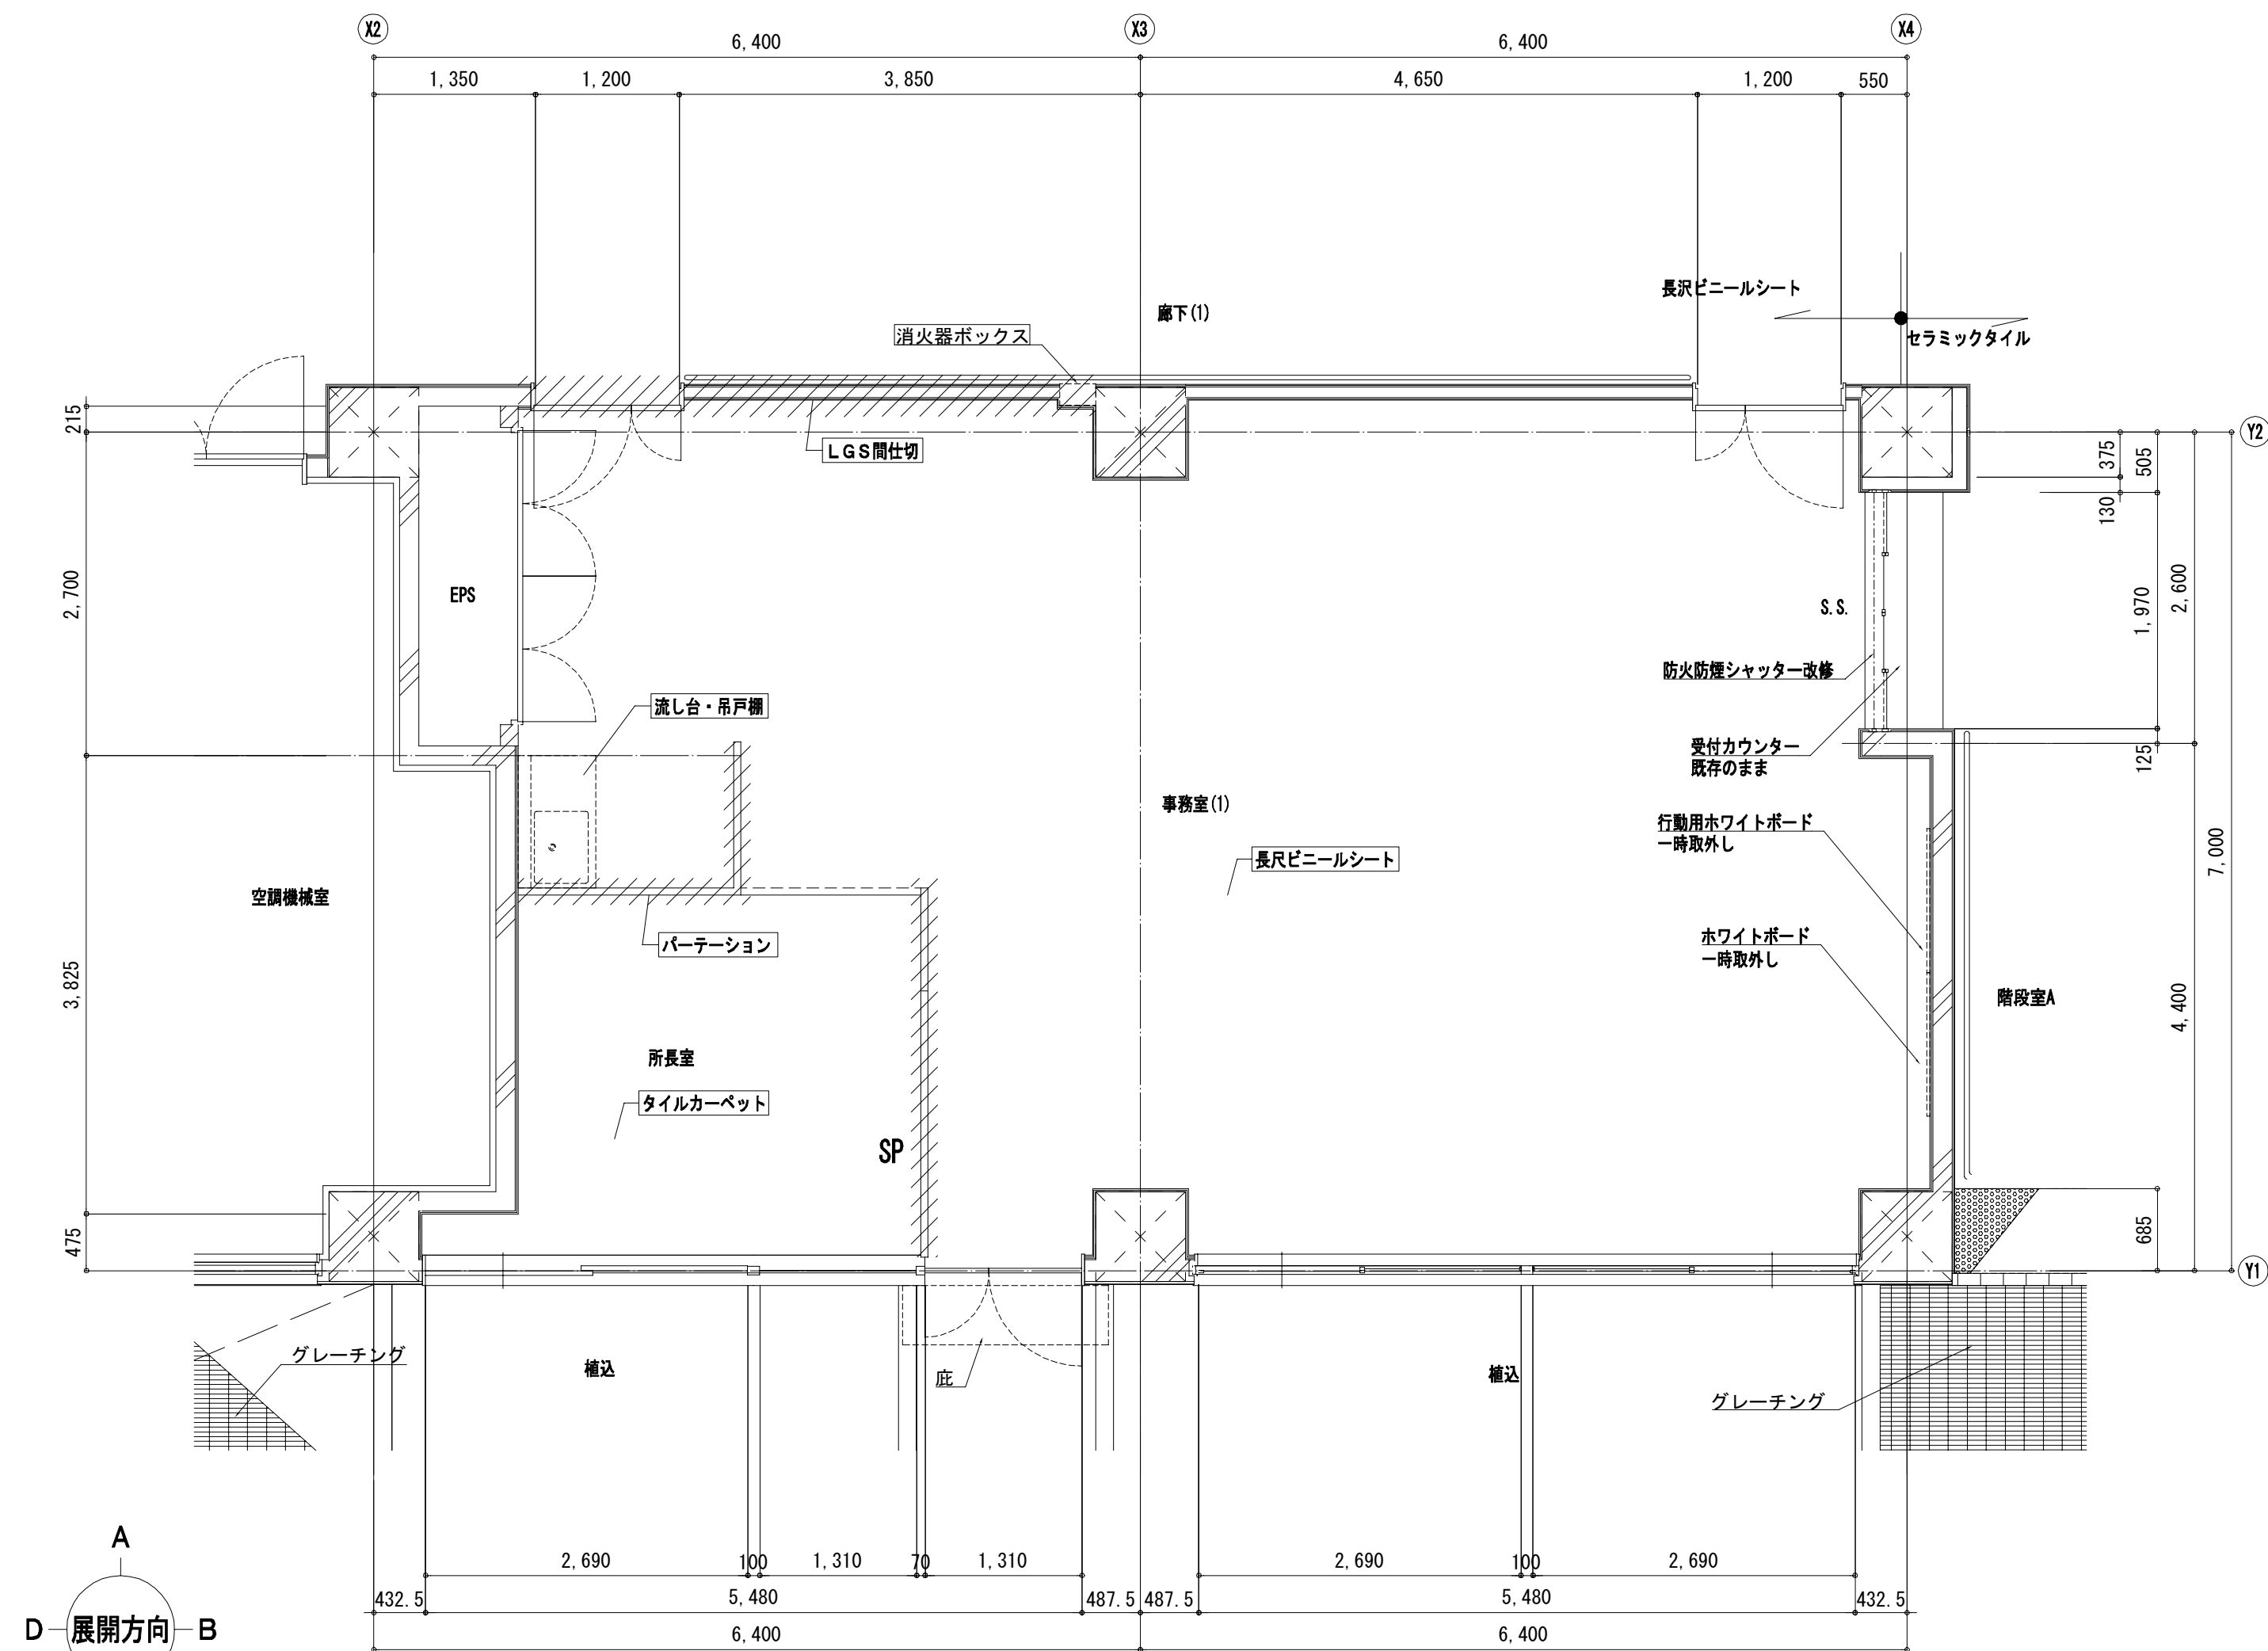 X2
X3
X4
6,400
6,400
1,350
1,200
3,850
4,650
1,200
550
長沢ビニールシート
廊下(1)
消火器ボックス
セラミックタイル
215
LGS間仕切
Y2
375
505
130
2,700
EPS
S.S.
1,970
2,600
防火防煙シャッター改修
流し台・吊戸棚
受付カウンター
既存のまま
125
事務室(1)
行動用ホワイトボード
一時取外し
長尺ビニールシート
7,000
空調機械室
パーテーション
ホワイトボード
一時取外し
3,825
階段室A
4,400
所長室
タイルカーペット
SP
475
685
Y1
グレーチング
植込
庇
植込
グレーチング
A
2,690
100
1,310
70
1,310
2,690
100
2,690
432.5
5,480
487.5
487.5
5,480
432.5
D
展開方向
B
6,400
6,400